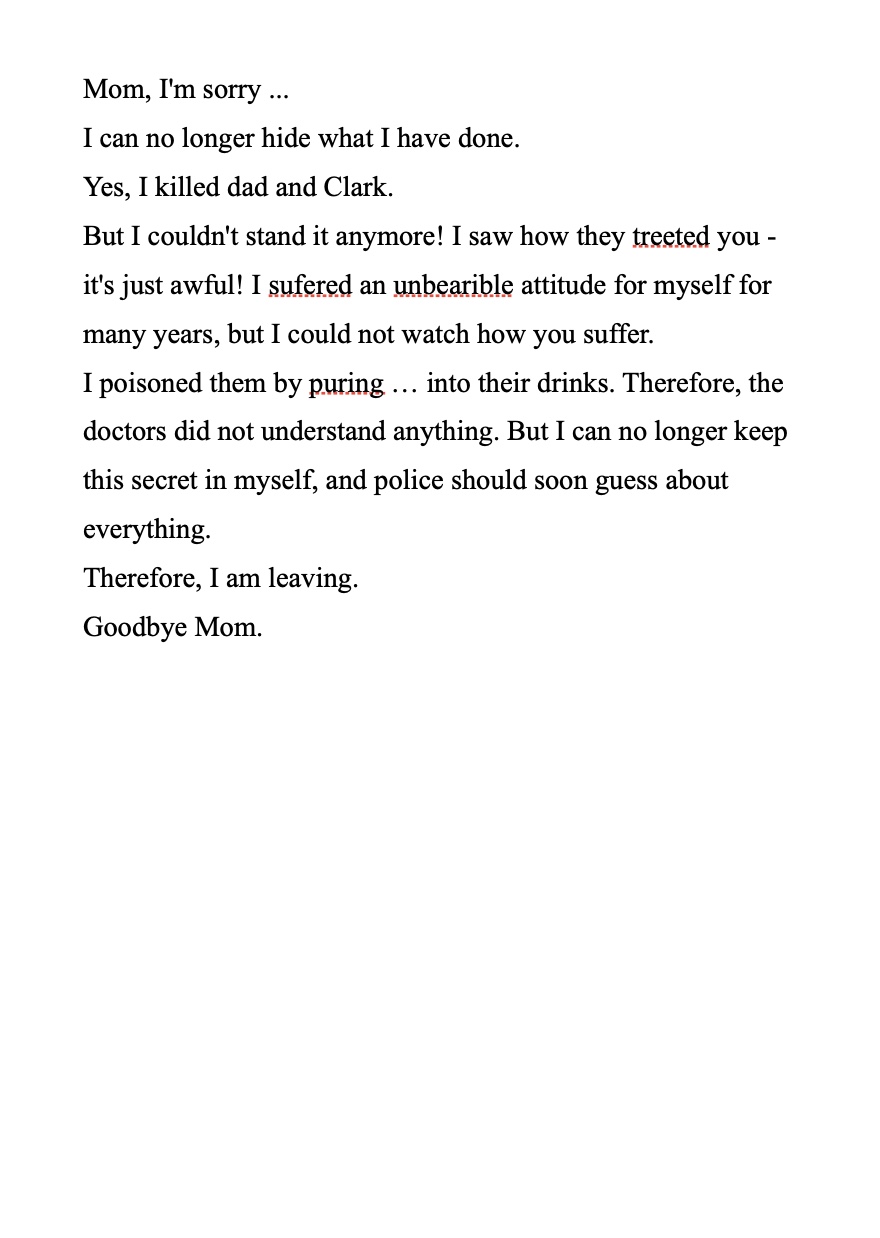 Mom, I'm sorry ...
I can no longer hide what I have done.
Yes, I killed dad and Clark.
But I couldn't stand it anymore! I saw how they treeted you -
it's just awful! I sufered an unbearible attitude for myself for
many years, but I could not watch how you suffer.
I poisoned them by puring … into their drinks. Therefore, the
doctors did not understand anything. But I can no longer keep
this secret in myself, and police should soon guess about
everything.
Therefore, I am leaving.
Goodbye Mom.